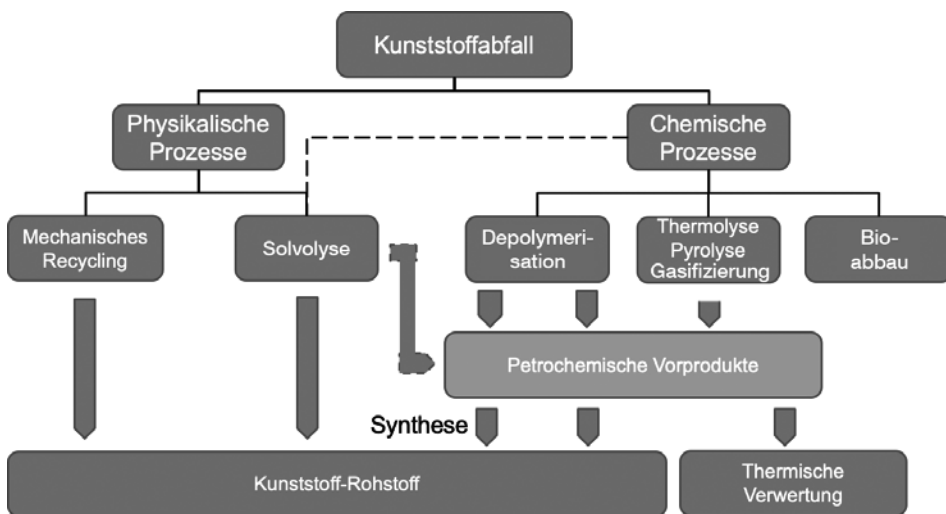 Kunststoffabfall
Physikalische
Prozesse
Chemische
Prozesse
Mechanisches
Recycling
Solvolyse
Depolymeri-
sation
Thermolyse
Pyrolyse
Gasifizierung
Bio-
abbau
Petrochemische Vorprodukte
Synthese
Kunststoff-Rohstoff
Thermische
Verwertung